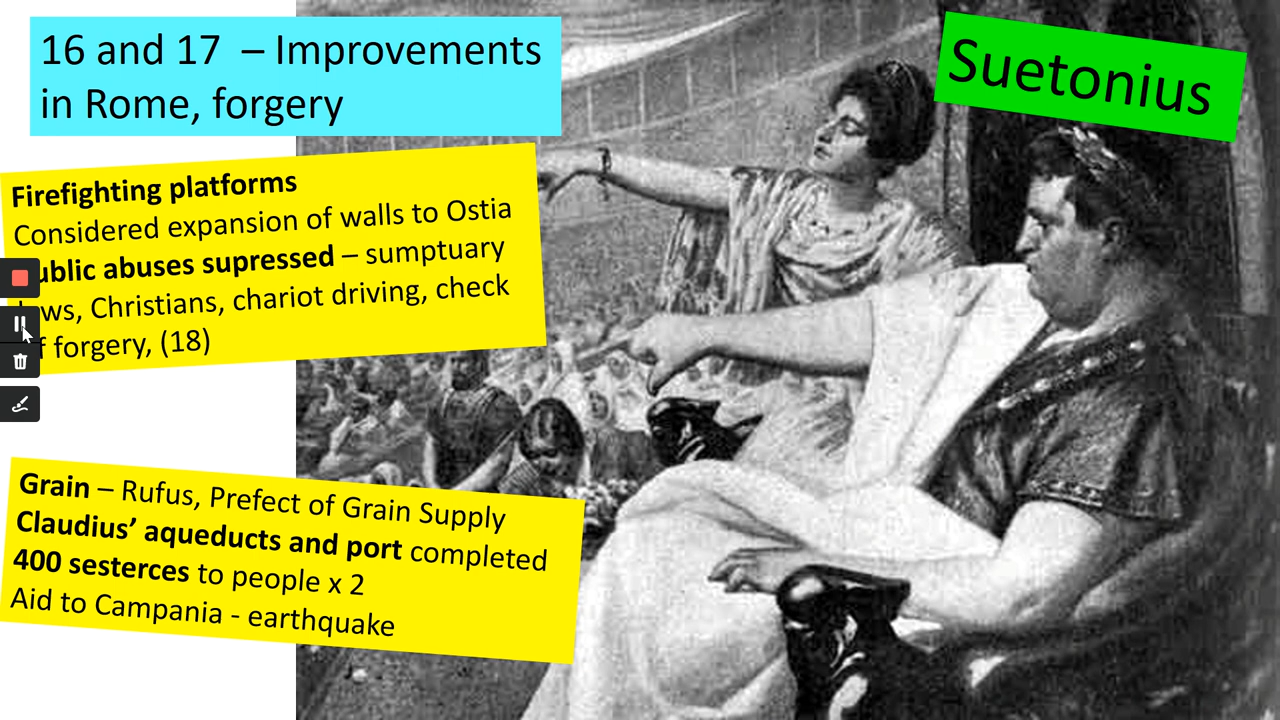 16 and 17 – Improvements
in Rome, forgery
Suetonius
Firefighting platforms
Considered expansion of walls to Ostia
ublic abuses supressed – sumptuary
ws, Christians, chariot driving, check
f forgery, (18)
Grain – Rufus, Prefect of Grain Supply
Claudius’ aqueducts and port completed
400 sesterces to people x 2
Aid to Campania - earthquake